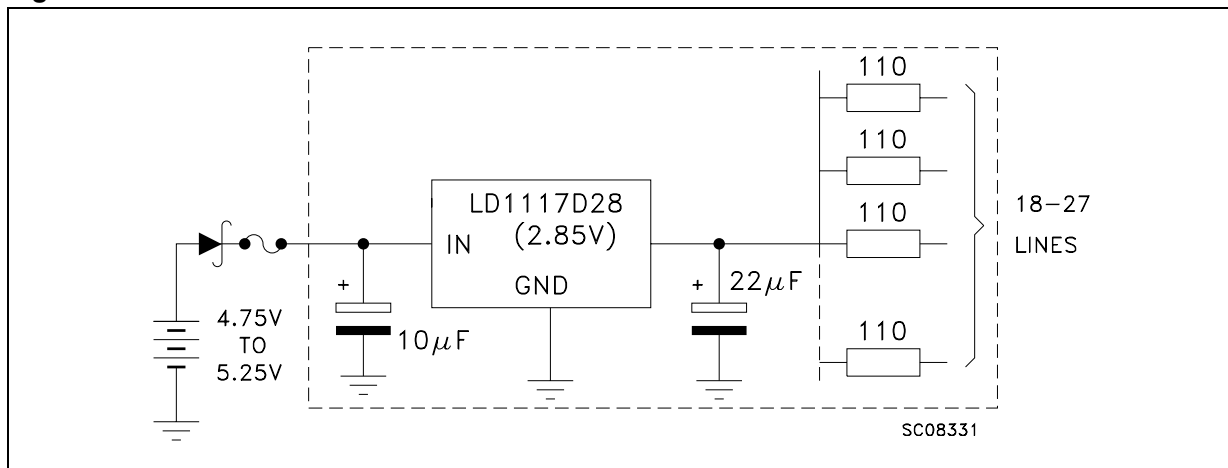 110
110
110
110
18-27
LINES
LD1117D28
(2.85V)
IN
GND
+
10μF
+
22μF
4.75V
TO
5.25V
SC08331